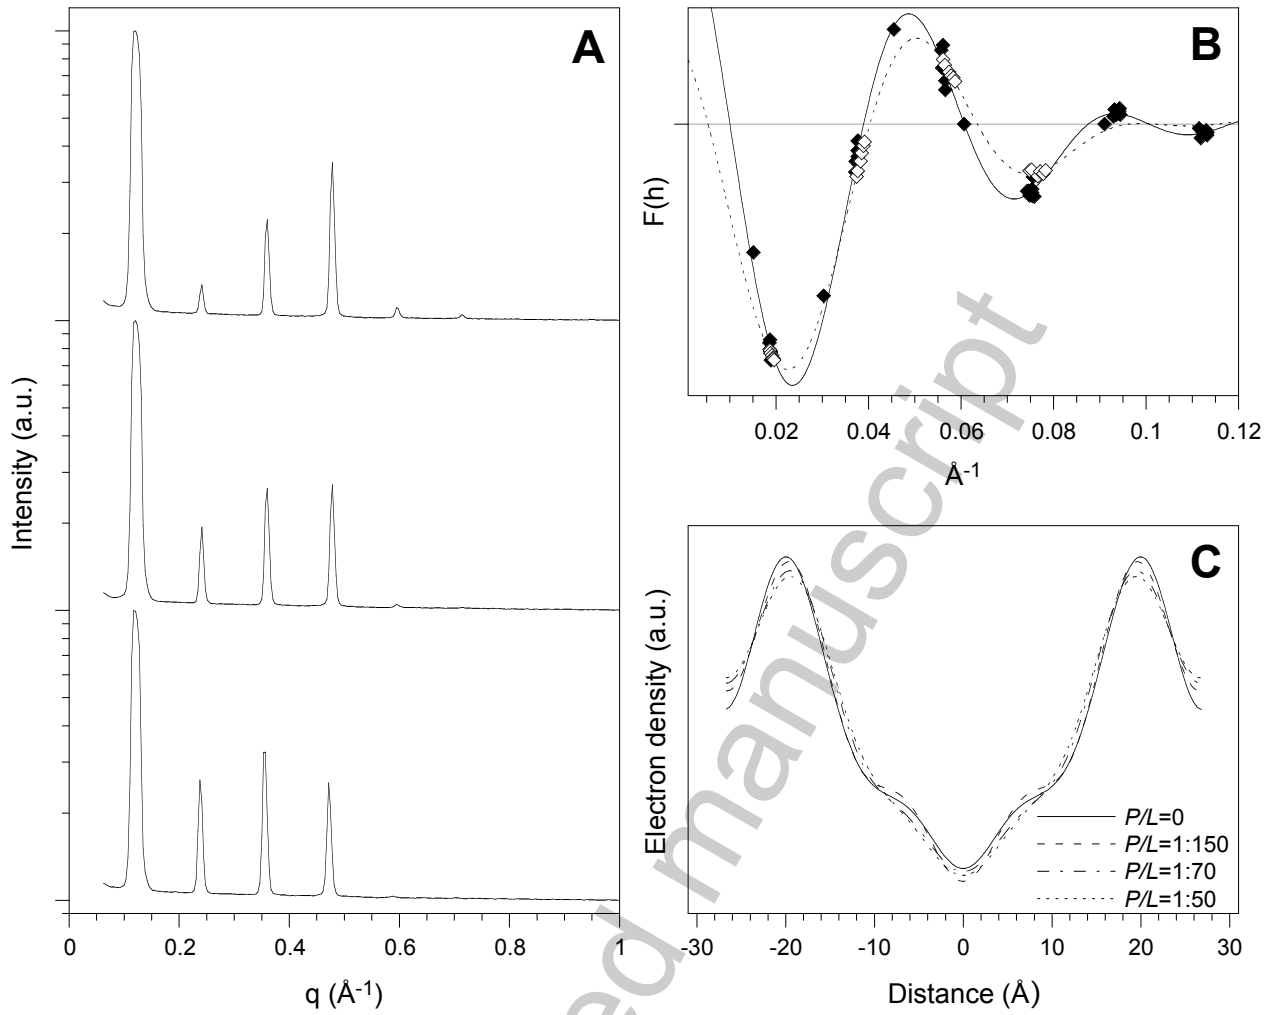 A
Intensity (a.u.)
0
0.2
0.4
0.6
0.8
1
q (Å-1)
B
F(h)
0.02
0.04
0.06
0.08
0.1
0.12
Å-1
C
Electron density (a.u.)
P/L=0
P/L=1:150
P/L=1:70
P/L=1:50
-30
-20
-10
0
10
20
30
Distance (Å)
ed manuscript